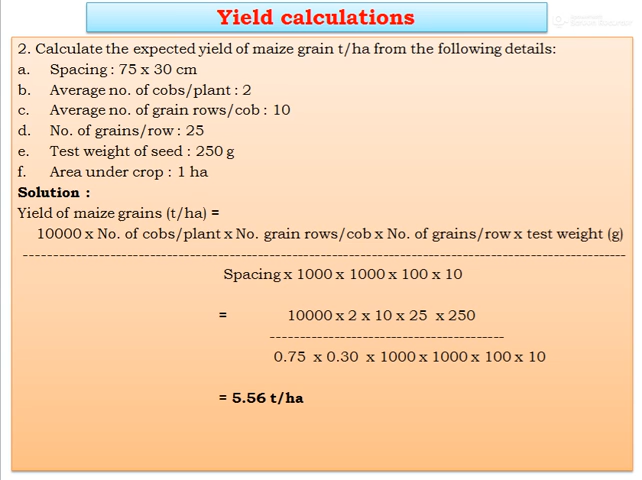 Yield calculations
2. Calculate the expected yield of maize grain t/ha from the following details:
a. Spacing : 75 x 30 cm
b. Average no. of cobs/plant : 2
c. Average no. of grain rows/cob : 10
d. No. of grains/row : 25
e. Test weight of seed : 250 g
f. Area under crop : 1 ha
Solution :
Yield of maize grains (t/ha) =
10000 x No. of cobs/plant x No. grain rows/cob x No. of grains/row x test weight (g)
Spacing x 1000 x 1000 x 100 x 10
= 10000 x 2 x 10 x 25 x 250
0.75 x 0.30 x 1000 x 1000 x 100 x 10
= 5.56 t/ha